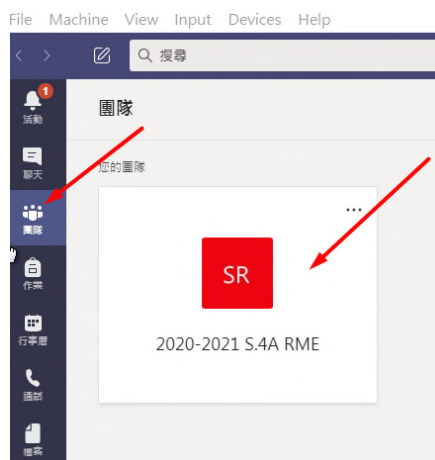 File Machine View Input Devices Help
搜尋
1
活動
團隊
聊天
您的團隊
團隊
SR
作業
2020-2021 S.4A RME
行事曆
通話
檔案